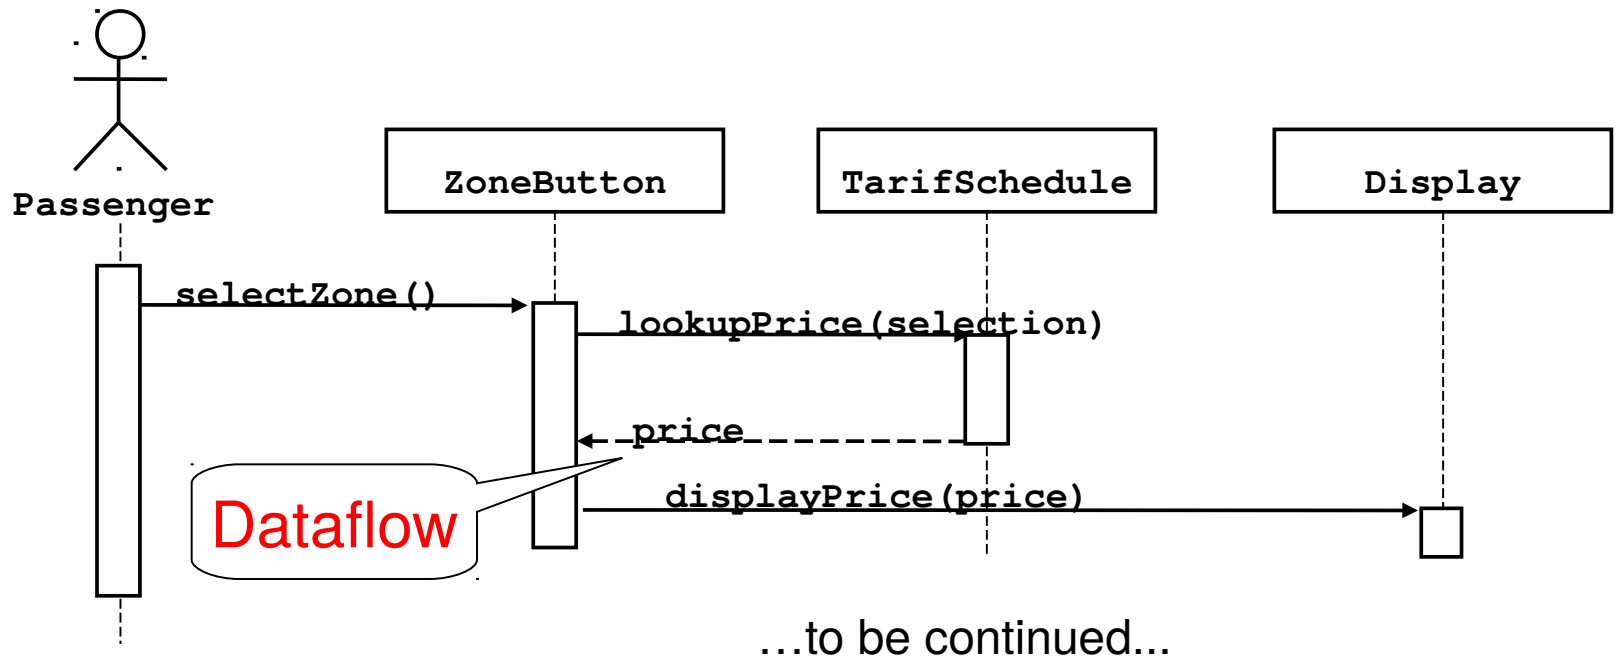 Passenger
ZoneButton
TarifSchedule
Display
selectZone()
lookupPrice(selection)
price
Dataflow
displayPrice(price)
…to be continued...